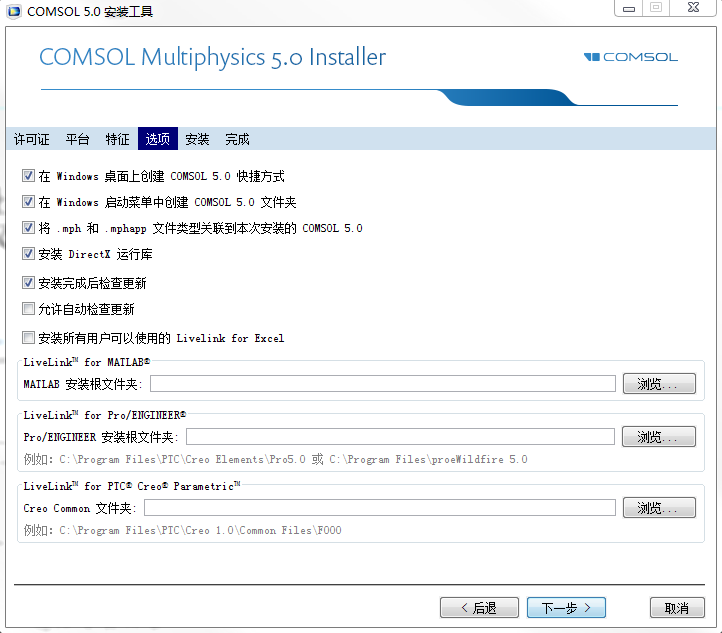 COMSOL 5.0 安装工具
COMSOL Multiphysics 5.0 Installer
COMSOL
许可证 平台 特征 选项 安装 完成
在 Windows 桌面上创建 COMSOL 5.0 快捷方式
在 Windows 启动菜单中创建 COMSOL 5.0 文件夹
将 .mph 和 .mphapp 文件类型关联到本次安装的 COMSOL 5.0
安装 DirectX 运行库
安装完成后检查更新
允许自动检查更新
安装所有用户可以使用的 Livelink for Excel
LiveLink™ for MATLAB®
MATLAB 安装根文件夹: 浏览...
LiveLink™ for Pro/ENGINEER®
Pro/ENGINEER 安装根文件夹: 浏览...
例如: C:\Program Files\PTC\Creo Elements\Pro5.0 或 C:\Program Files\proeWildfire 5.0
LiveLink™ for PTC® Creo® Parametric™
Creo Common 文件夹: 浏览...
例如: C:\Program Files\PTC\Creo 1.0\Common Files\F000
< 后退 下一步 > 取消